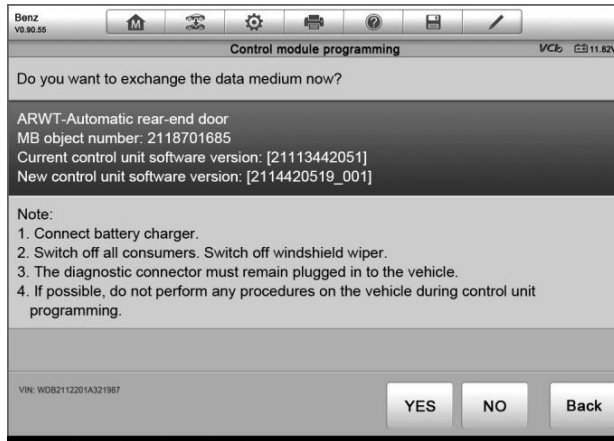 Benz
V0.90.55
Control module programming
VCI 11.82V
Do you want to exchange the data medium now?
ARWT-Automatic rear-end door
MB object number: 2118701685
Current control unit software version: [21113442051]
New control unit software version: [2114420519_001]
Note:
1. Connect battery charger.
2. Switch off all consumers. Switch off windshield wiper.
3. The diagnostic connector must remain plugged in to the vehicle.
4. If possible, do not perform any procedures on the vehicle during control unit
programming.
VIN: WDB2112201A321987
YES NO Back